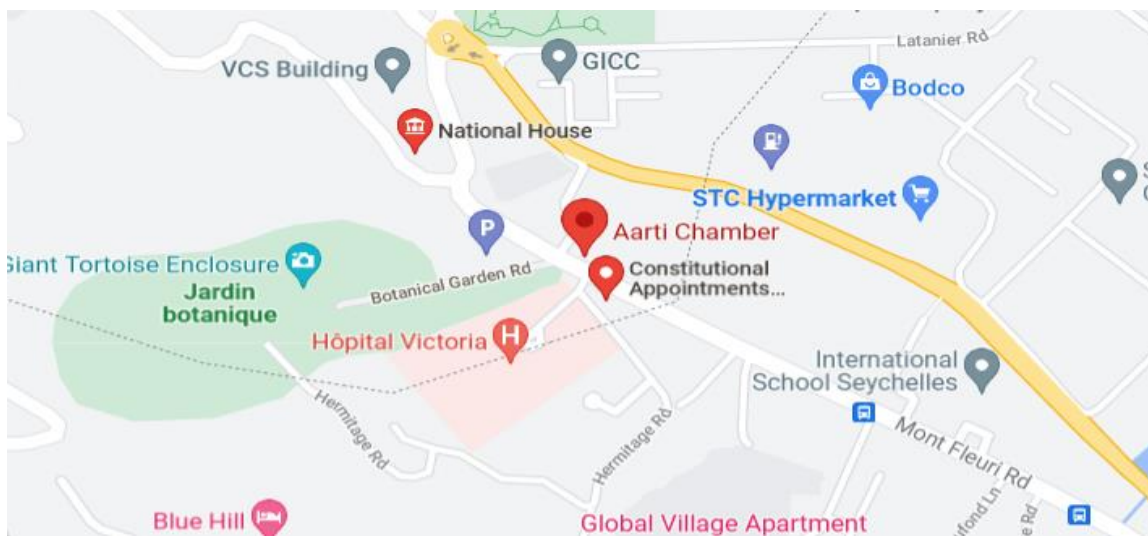 Latanier Rd
GICC
VCS Building
Bodco
National House
STC Hypermarket
P
Aarti Chamber
Giant Tortoise Enclosure
Constitutional
Appointments...
Botanical Garden Rd
Jardin
botanique
Hôpital Victoria
H
International
School Seychelles
Hermitage Rd
Hermitage Rd
Mont Fleuri Rd
Blue Hill
Global Village Apartment